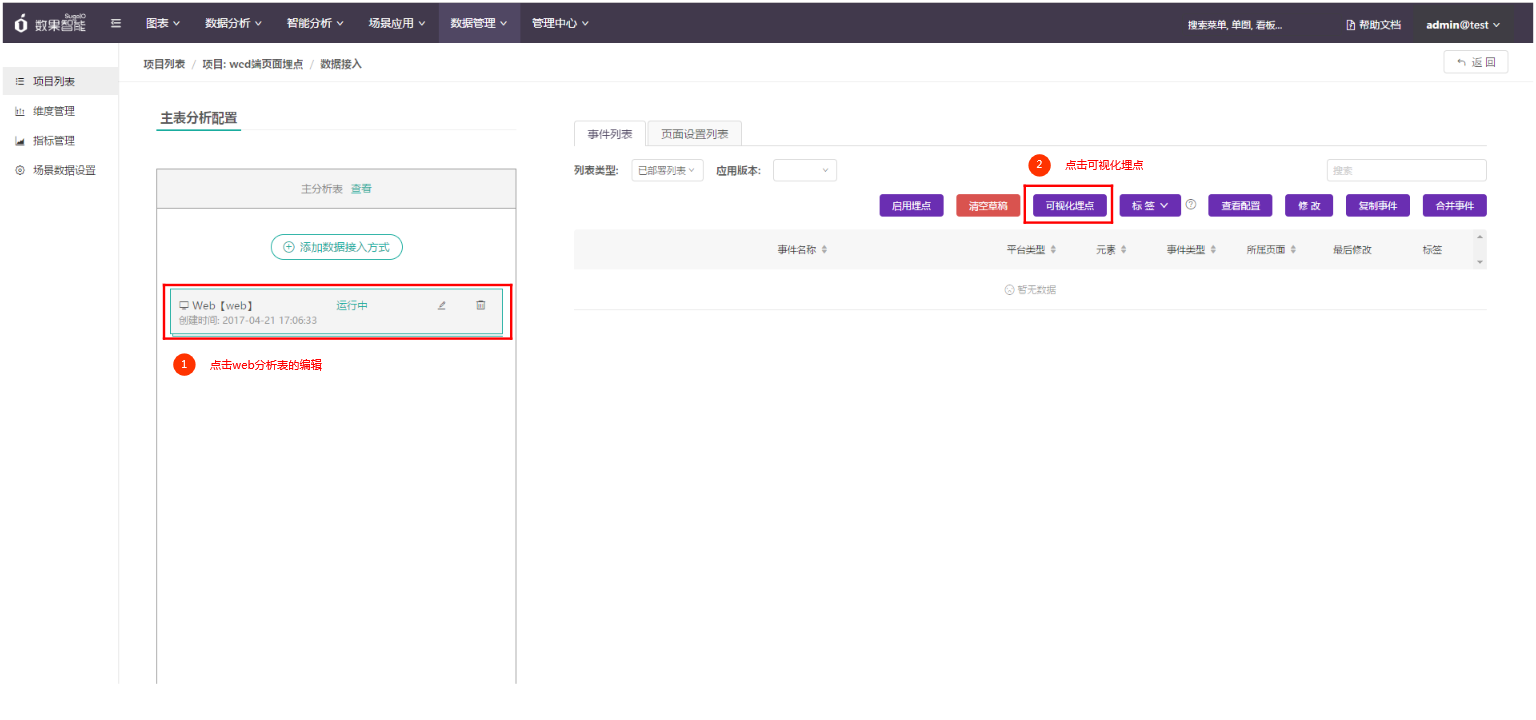 SugoIO
数果智能 图表 数据分析 智能分析 场景应用 数据管理 管理中心 搜索菜单, 单图, 看板... 帮助文档 admin@test
项目列表 / 项目: wed端页面埋点 / 数据接入 返 回
项目列表
维度管理
指标管理
场景数据设置
主表分析配置
主分析表 查看
添加数据接入方式
Web【web】 运行中
创建时间: 2017-04-21 17:06:33
1 点击web分析表的编辑
事件列表 页面设置列表
2 点击可视化埋点
列表类型: 已部署列表 应用版本: 搜索
启用埋点 清空草稿 可视化埋点 标 签 ? 查看配置 修 改 复制事件 合并事件
事件名称 平台类型 元素 事件类型 所属页面 最后修改 标签
暂无数据